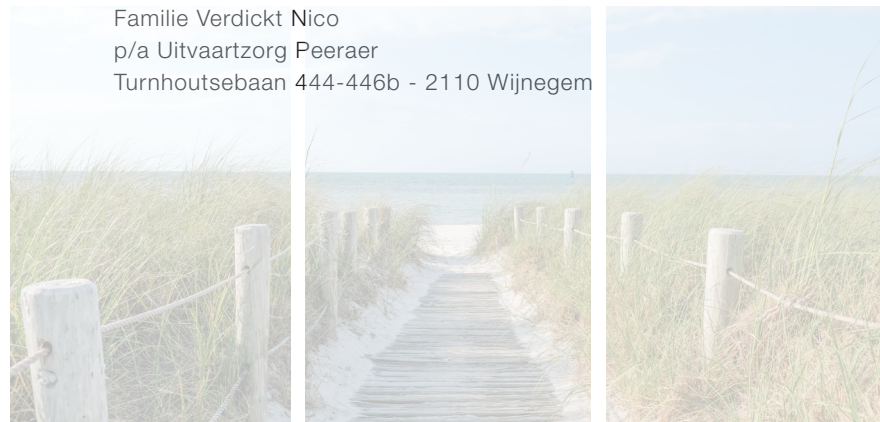 Familie Verdickt Nico
p/a Uitvaartzorg Peeraer
Turnhoutsebaan 444-446b - 2110 Wijnegem